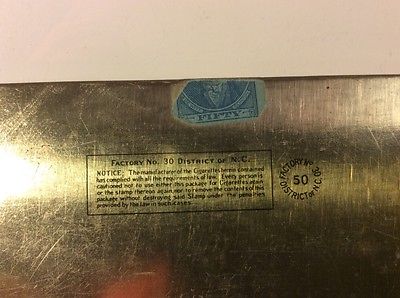 FIFTY
FACTORY NO. 30 DISTRICT OF N.C.
NOTICE: The manufacturer of the Cigarettes herein contained
has complied with all the requirements of law. Every person is
cautioned not to use either this package for Cigarettes again
or the stamp thereon again, nor to remove the contents of this
package without destroying said Stamp under the penalties
provided by the law in such cases.
FACTORY No 30
50
DISTRICT OF N.C.